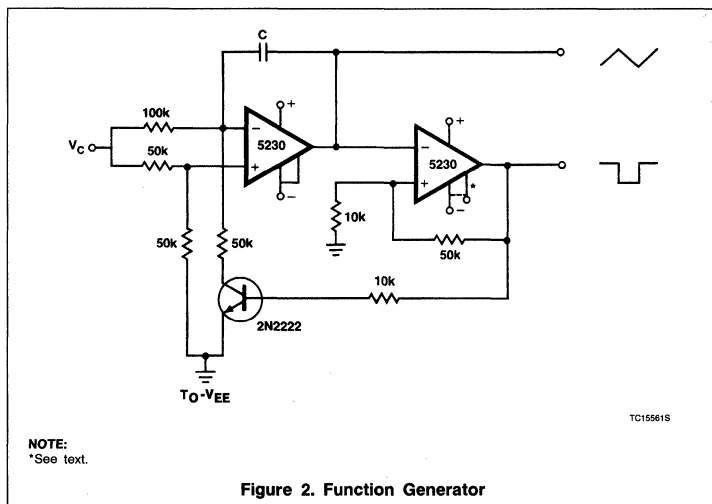 C
100k
VC
50k
−
+
5230
+
−
50k
50k
10k
−
+
5230
+
−
*
50k
10k
2N2222
TO-VEE
TC15561S
NOTE:
*See text.
Figure 2. Function Generator